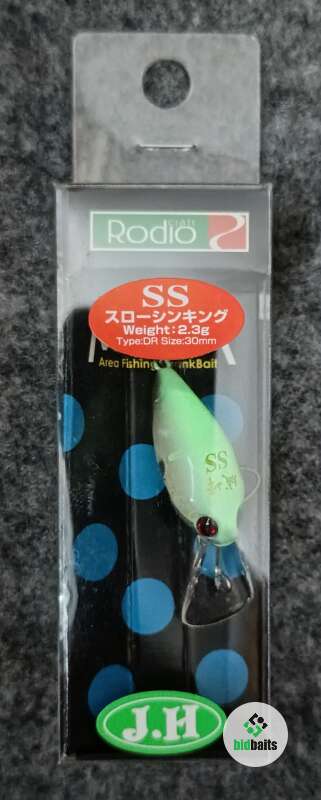 craft
Rodio
SS
スローシンキング
Weight:2.3g
Type:DR Size:30mm
Area Fishing
nkBait
SS
J.H
bidbaits